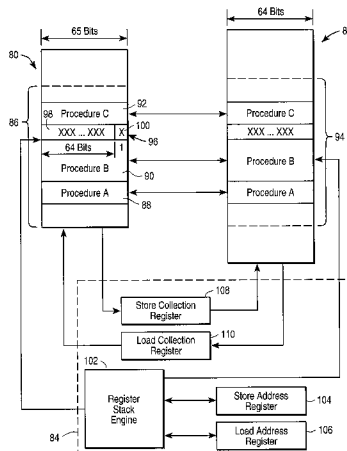 65 Bits
64 Bits
80
8
Procedure C
92
Procedure C
98
XXX ... XXX
X
100
XXX ... XXX
94
86
96
64 Bits
1
Procedure B
90
Procedure B
Procedure A
88
Procedure A
108
Store Collection
Register
110
Load Collection
Register
102
Register
Stack
Engine
Store Address
Register
104
Load Address
Register
106
84